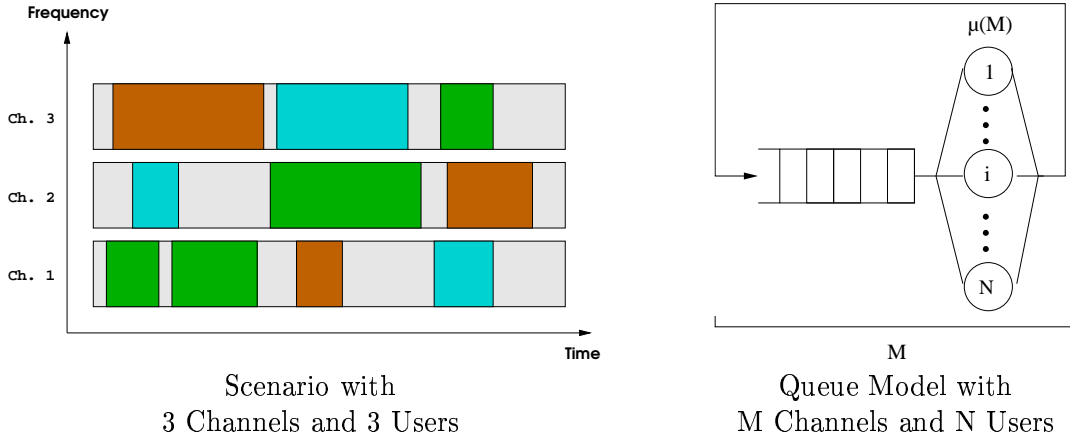 Frequency
Ch. 3
Ch. 2
Ch. 1
Time
Scenario with
3 Channels and 3 Users
μ(M)
1
i
N
M
Queue Model with
M Channels and N Users